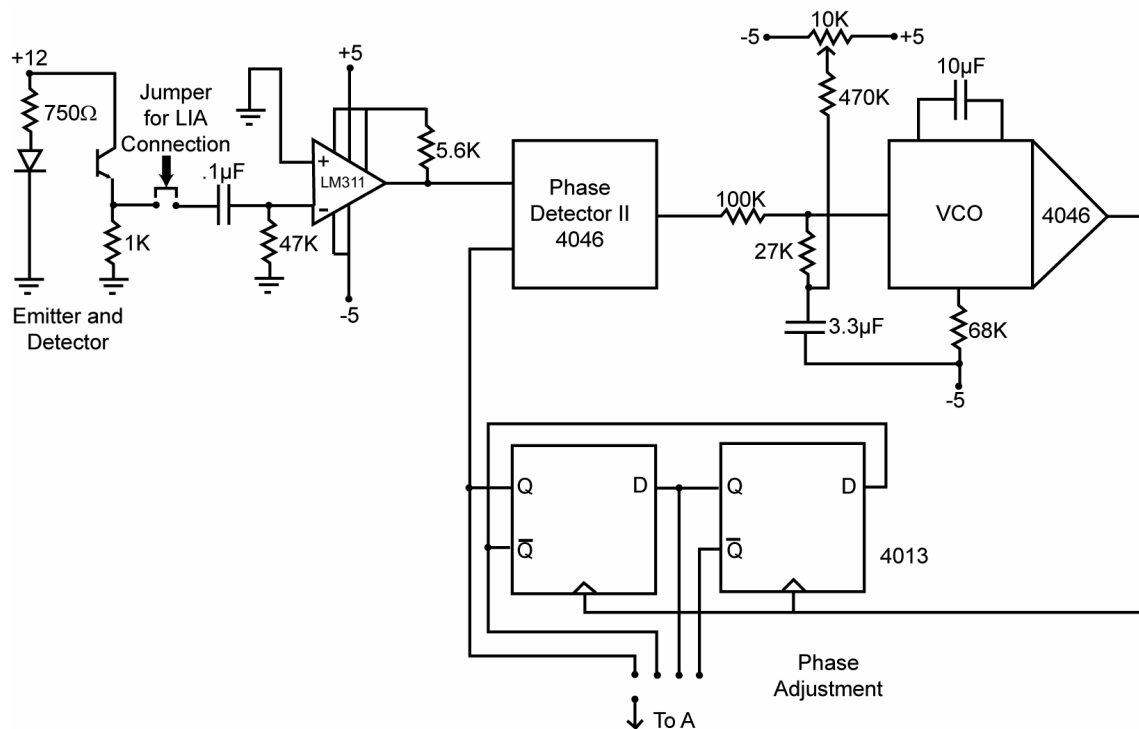 +12
750Ω
Jumper
for LIA
Connection
.1µF
1K
47K
Emitter and
Detector
+5
+
LM311
−
5.6K
-5
Phase
Detector II
4046
-5
10K
+5
470K
100K
27K
3.3µF
10µF
VCO
4046
68K
-5
Q
D
Q̅
Q
D
Q̅
4013
Phase
Adjustment
To A